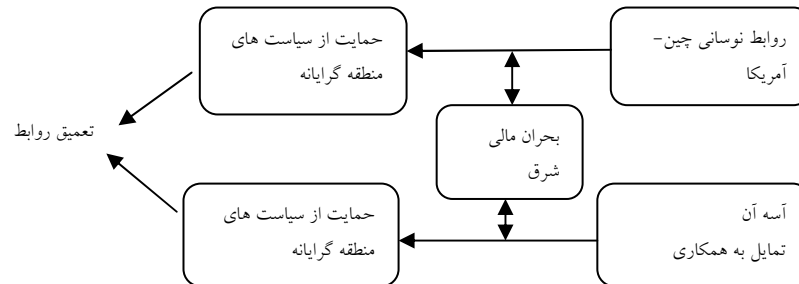 روابط نوسانی چین-
آمریکا
حمایت از سیاست های
منطقه گرایانه
بحران مالی
شرق
تعمیق روابط
آسه آن
تمایل به همکاری
حمایت از سیاست های
منطقه گرایانه